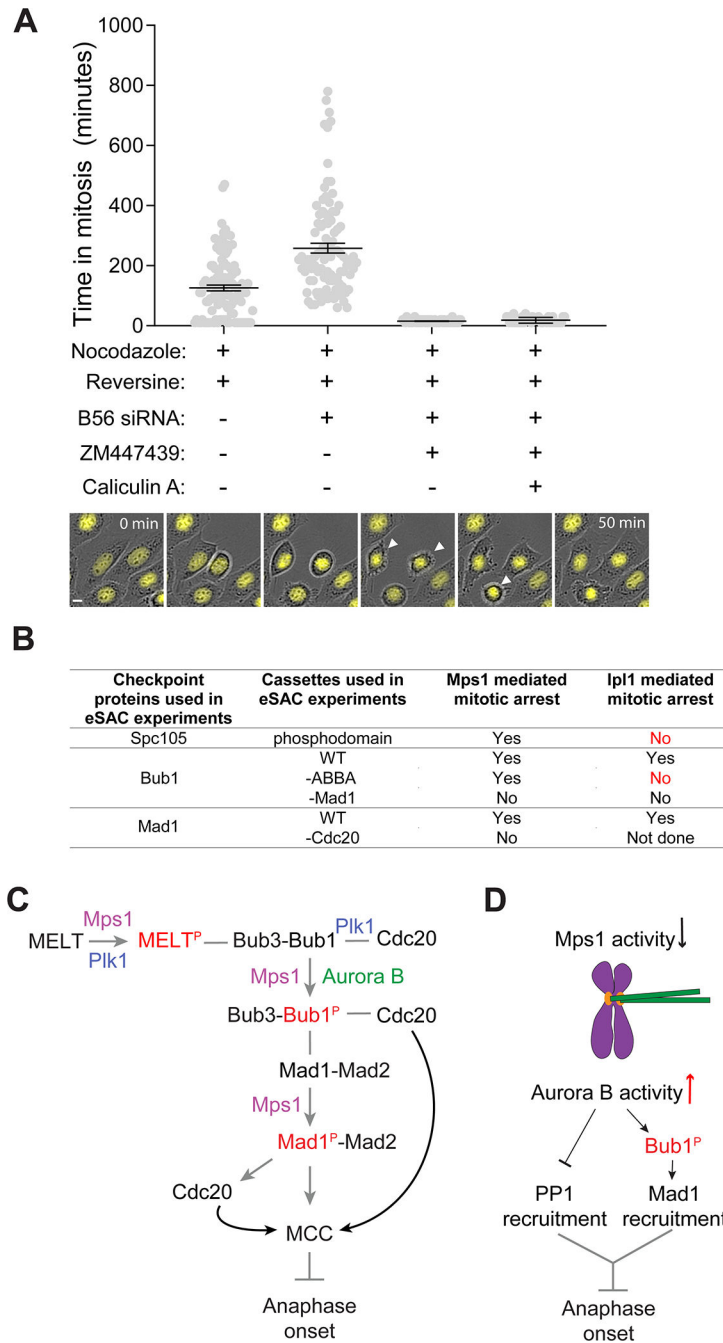 A
Time in mitosis (minutes)
1000
800
600
400
200
0
Nocodazole: + + + +
Reversine: + + + +
B56 siRNA: - + + +
ZM447439: - - + +
Caliculin A: - - - +
0 min
50 min
B
Checkpoint proteins used in eSAC experiments
Cassettes used in eSAC experiments
Mps1 mediated mitotic arrest
Ipl1 mediated mitotic arrest
Spc105 phosphodomain Yes No
Bub1 WT Yes Yes
-ABBA Yes No
-Mad1 No No
Mad1 WT Yes Yes
-Cdc20 No Not done
C
Mps1
MELT MELTᴾ Bub3-Bub1 Plk1 Cdc20
Plk1
Mps1 Aurora B
Bub3-Bub1ᴾ Cdc20
Mad1-Mad2
Mps1
Mad1ᴾ-Mad2
Cdc20
MCC
Anaphase
onset
D
Mps1 activity
Aurora B activity
Bub1ᴾ
PP1
recruitment
Mad1
recruitment
Anaphase
onset